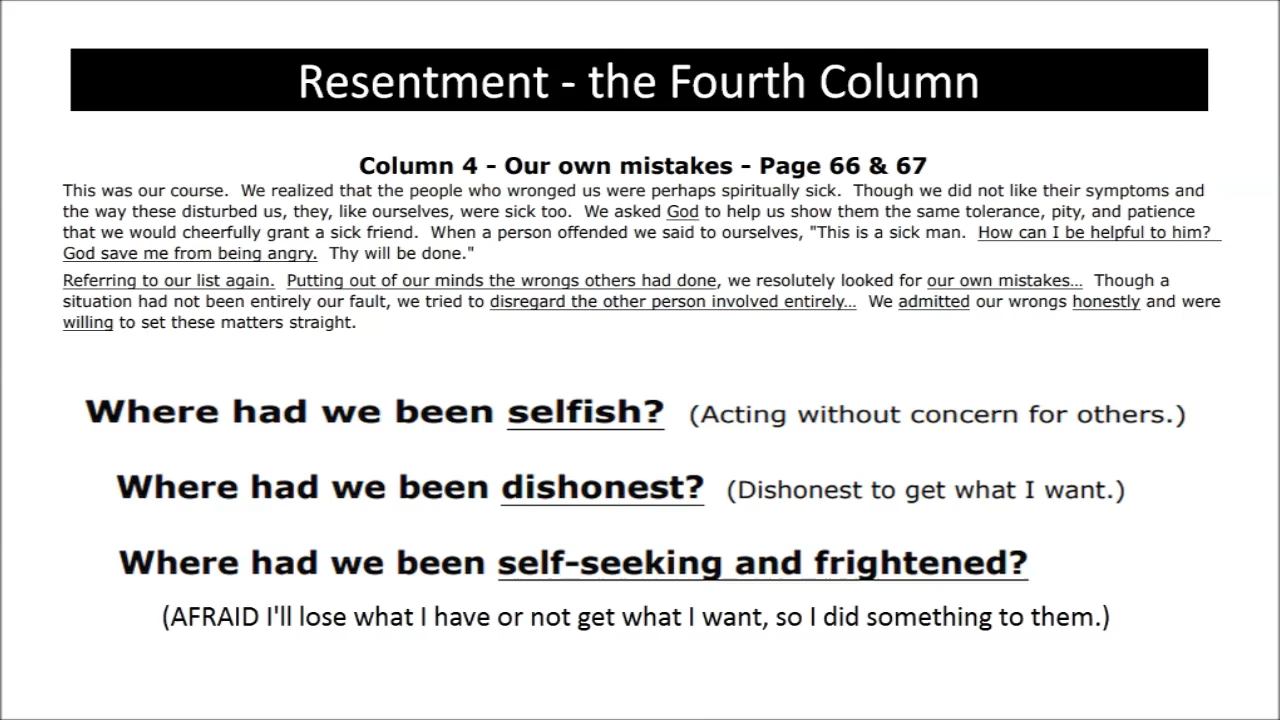 Resentment - the Fourth Column
Column 4 - Our own mistakes - Page 66 & 67
This was our course.  We realized that the people who wronged us were perhaps spiritually sick.  Though we did not like their symptoms and
the way these disturbed us, they, like ourselves, were sick too.  We asked God to help us show them the same tolerance, pity, and patience
that we would cheerfully grant a sick friend.  When a person offended we said to ourselves, "This is a sick man.  How can I be helpful to him?
God save me from being angry.  Thy will be done."
Referring to our list again.  Putting out of our minds the wrongs others had done, we resolutely looked for our own mistakes...  Though a
situation had not been entirely our fault, we tried to disregard the other person involved entirely...  We admitted our wrongs honestly and were
willing to set these matters straight.
Where had we been selfish?  (Acting without concern for others.)
Where had we been dishonest?  (Dishonest to get what I want.)
Where had we been self-seeking and frightened?
(AFRAID I'll lose what I have or not get what I want, so I did something to them.)